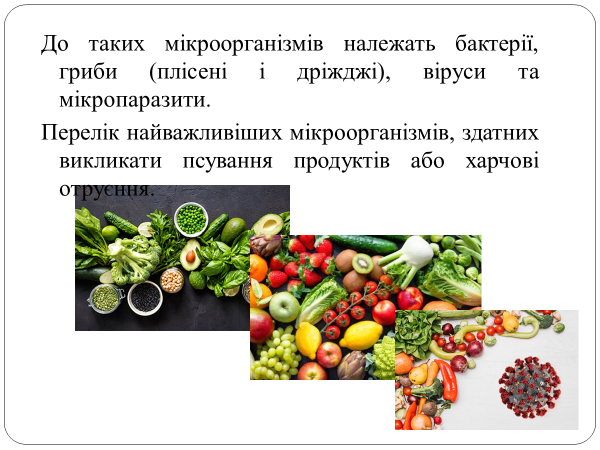 До таких мікроорганізмів належать бактерії,
гриби (плісені і дріжджі), віруси та
мікропаразити.
Перелік найважливіших мікроорганізмів, здатних
викликати псування продуктів або харчові
отруєння.